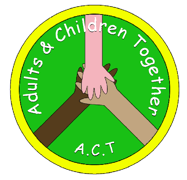 Adults & Children Together
A.C.T